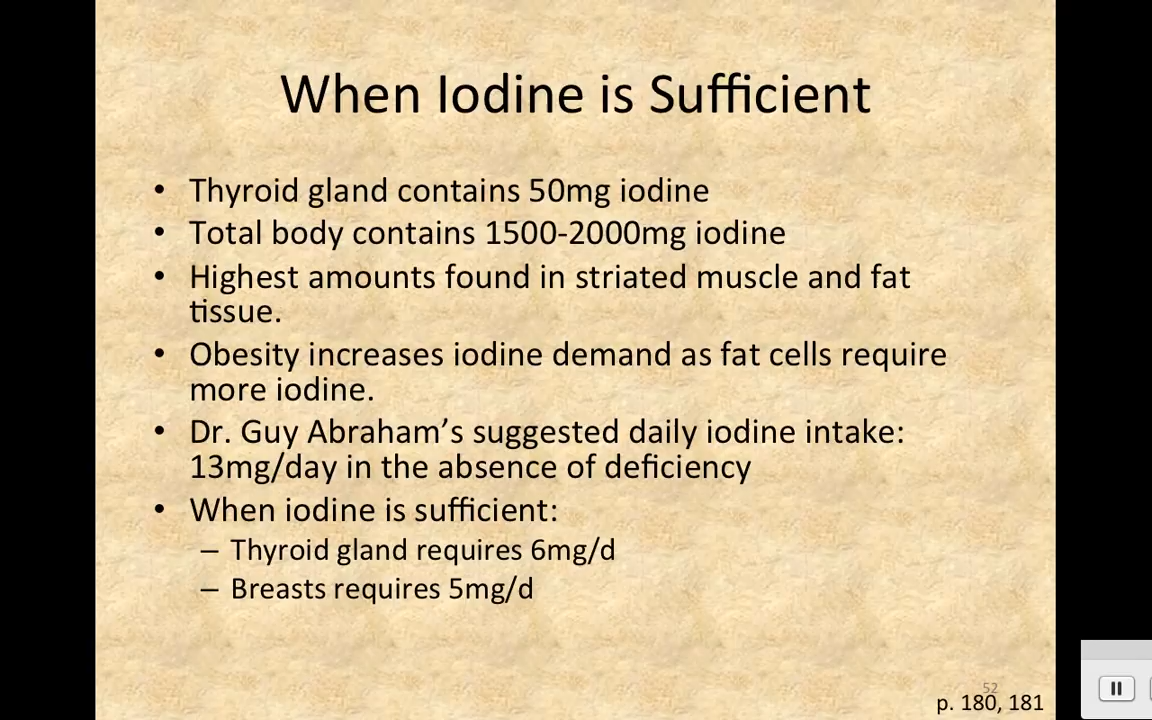 When Iodine is Sufficient
• Thyroid gland contains 50mg iodine
• Total body contains 1500-2000mg iodine
• Highest amounts found in striated muscle and fat
tissue.
• Obesity increases iodine demand as fat cells require
more iodine.
• Dr. Guy Abraham’s suggested daily iodine intake:
13mg/day in the absence of deficiency
• When iodine is sufficient:
– Thyroid gland requires 6mg/d
– Breasts requires 5mg/d
52
p. 180, 181